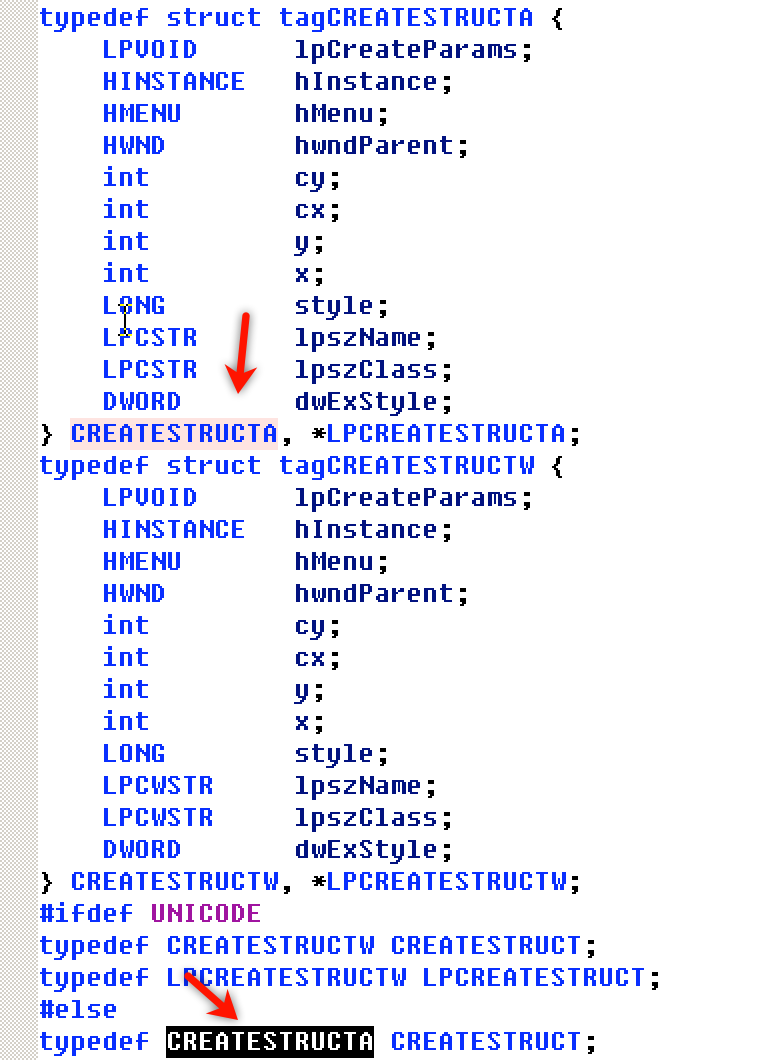 typedef struct tagCREATESTRUCTA {
    LPVOID      lpCreateParams;
    HINSTANCE   hInstance;
    HMENU       hMenu;
    HWND        hwndParent;
    int         cy;
    int         cx;
    int         y;
    int         x;
    LONG        style;
    LPCSTR      lpszName;
    LPCSTR      lpszClass;
    DWORD       dwExStyle;
} CREATESTRUCTA, *LPCREATESTRUCTA;
typedef struct tagCREATESTRUCTW {
    LPVOID      lpCreateParams;
    HINSTANCE   hInstance;
    HMENU       hMenu;
    HWND        hwndParent;
    int         cy;
    int         cx;
    int         y;
    int         x;
    LONG        style;
    LPCWSTR     lpszName;
    LPCWSTR     lpszClass;
    DWORD       dwExStyle;
} CREATESTRUCTW, *LPCREATESTRUCTW;
#ifdef UNICODE
typedef CREATESTRUCTW CREATESTRUCT;
typedef LPCREATESTRUCTW LPCREATESTRUCT;
#else
typedef CREATESTRUCTA CREATESTRUCT;